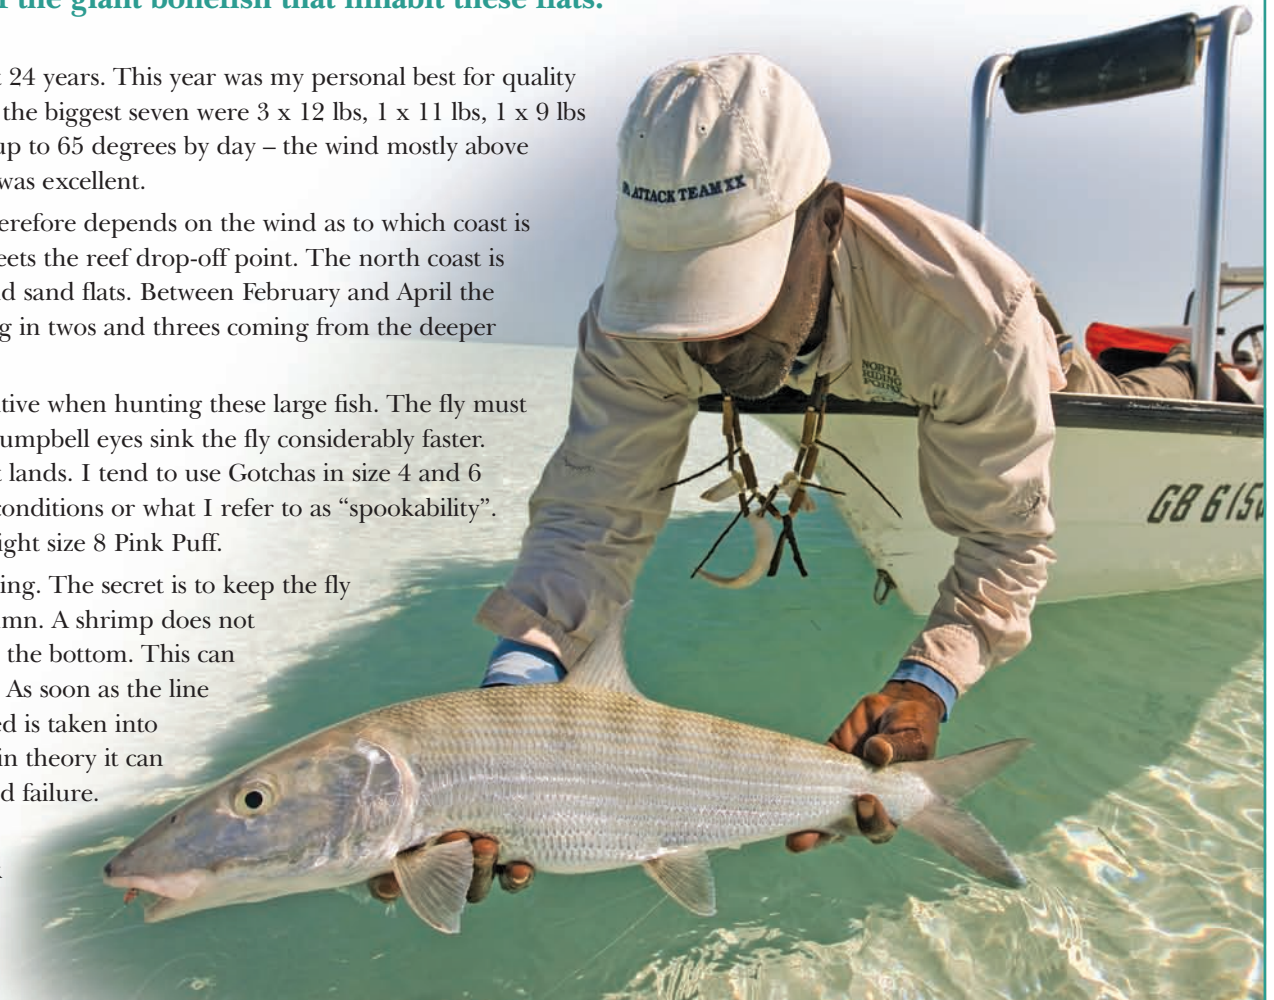 the giant bonefish that inhabit these flats.
24 years. This year was my personal best for quality
the biggest seven were 3 x 12 lbs, 1 x 11 lbs, 1 x 9 lbs
up to 65 degrees by day – the wind mostly above
was excellent.
erefore depends on the wind as to which coast is
eets the reef drop-off point. The north coast is
d sand flats. Between February and April the
g in twos and threes coming from the deeper
tive when hunting these large fish. The fly must
umpbell eyes sink the fly considerably faster.
lands. I tend to use Gotchas in size 4 and 6
conditions or what I refer to as “spookability”.
ight size 8 Pink Puff.
ing. The secret is to keep the fly
mn. A shrimp does not
the bottom. This can
As soon as the line
ed is taken into
in theory it can
d failure.
ATTACK TEAM XX
NORTH
RIDING
POINT
GB 615